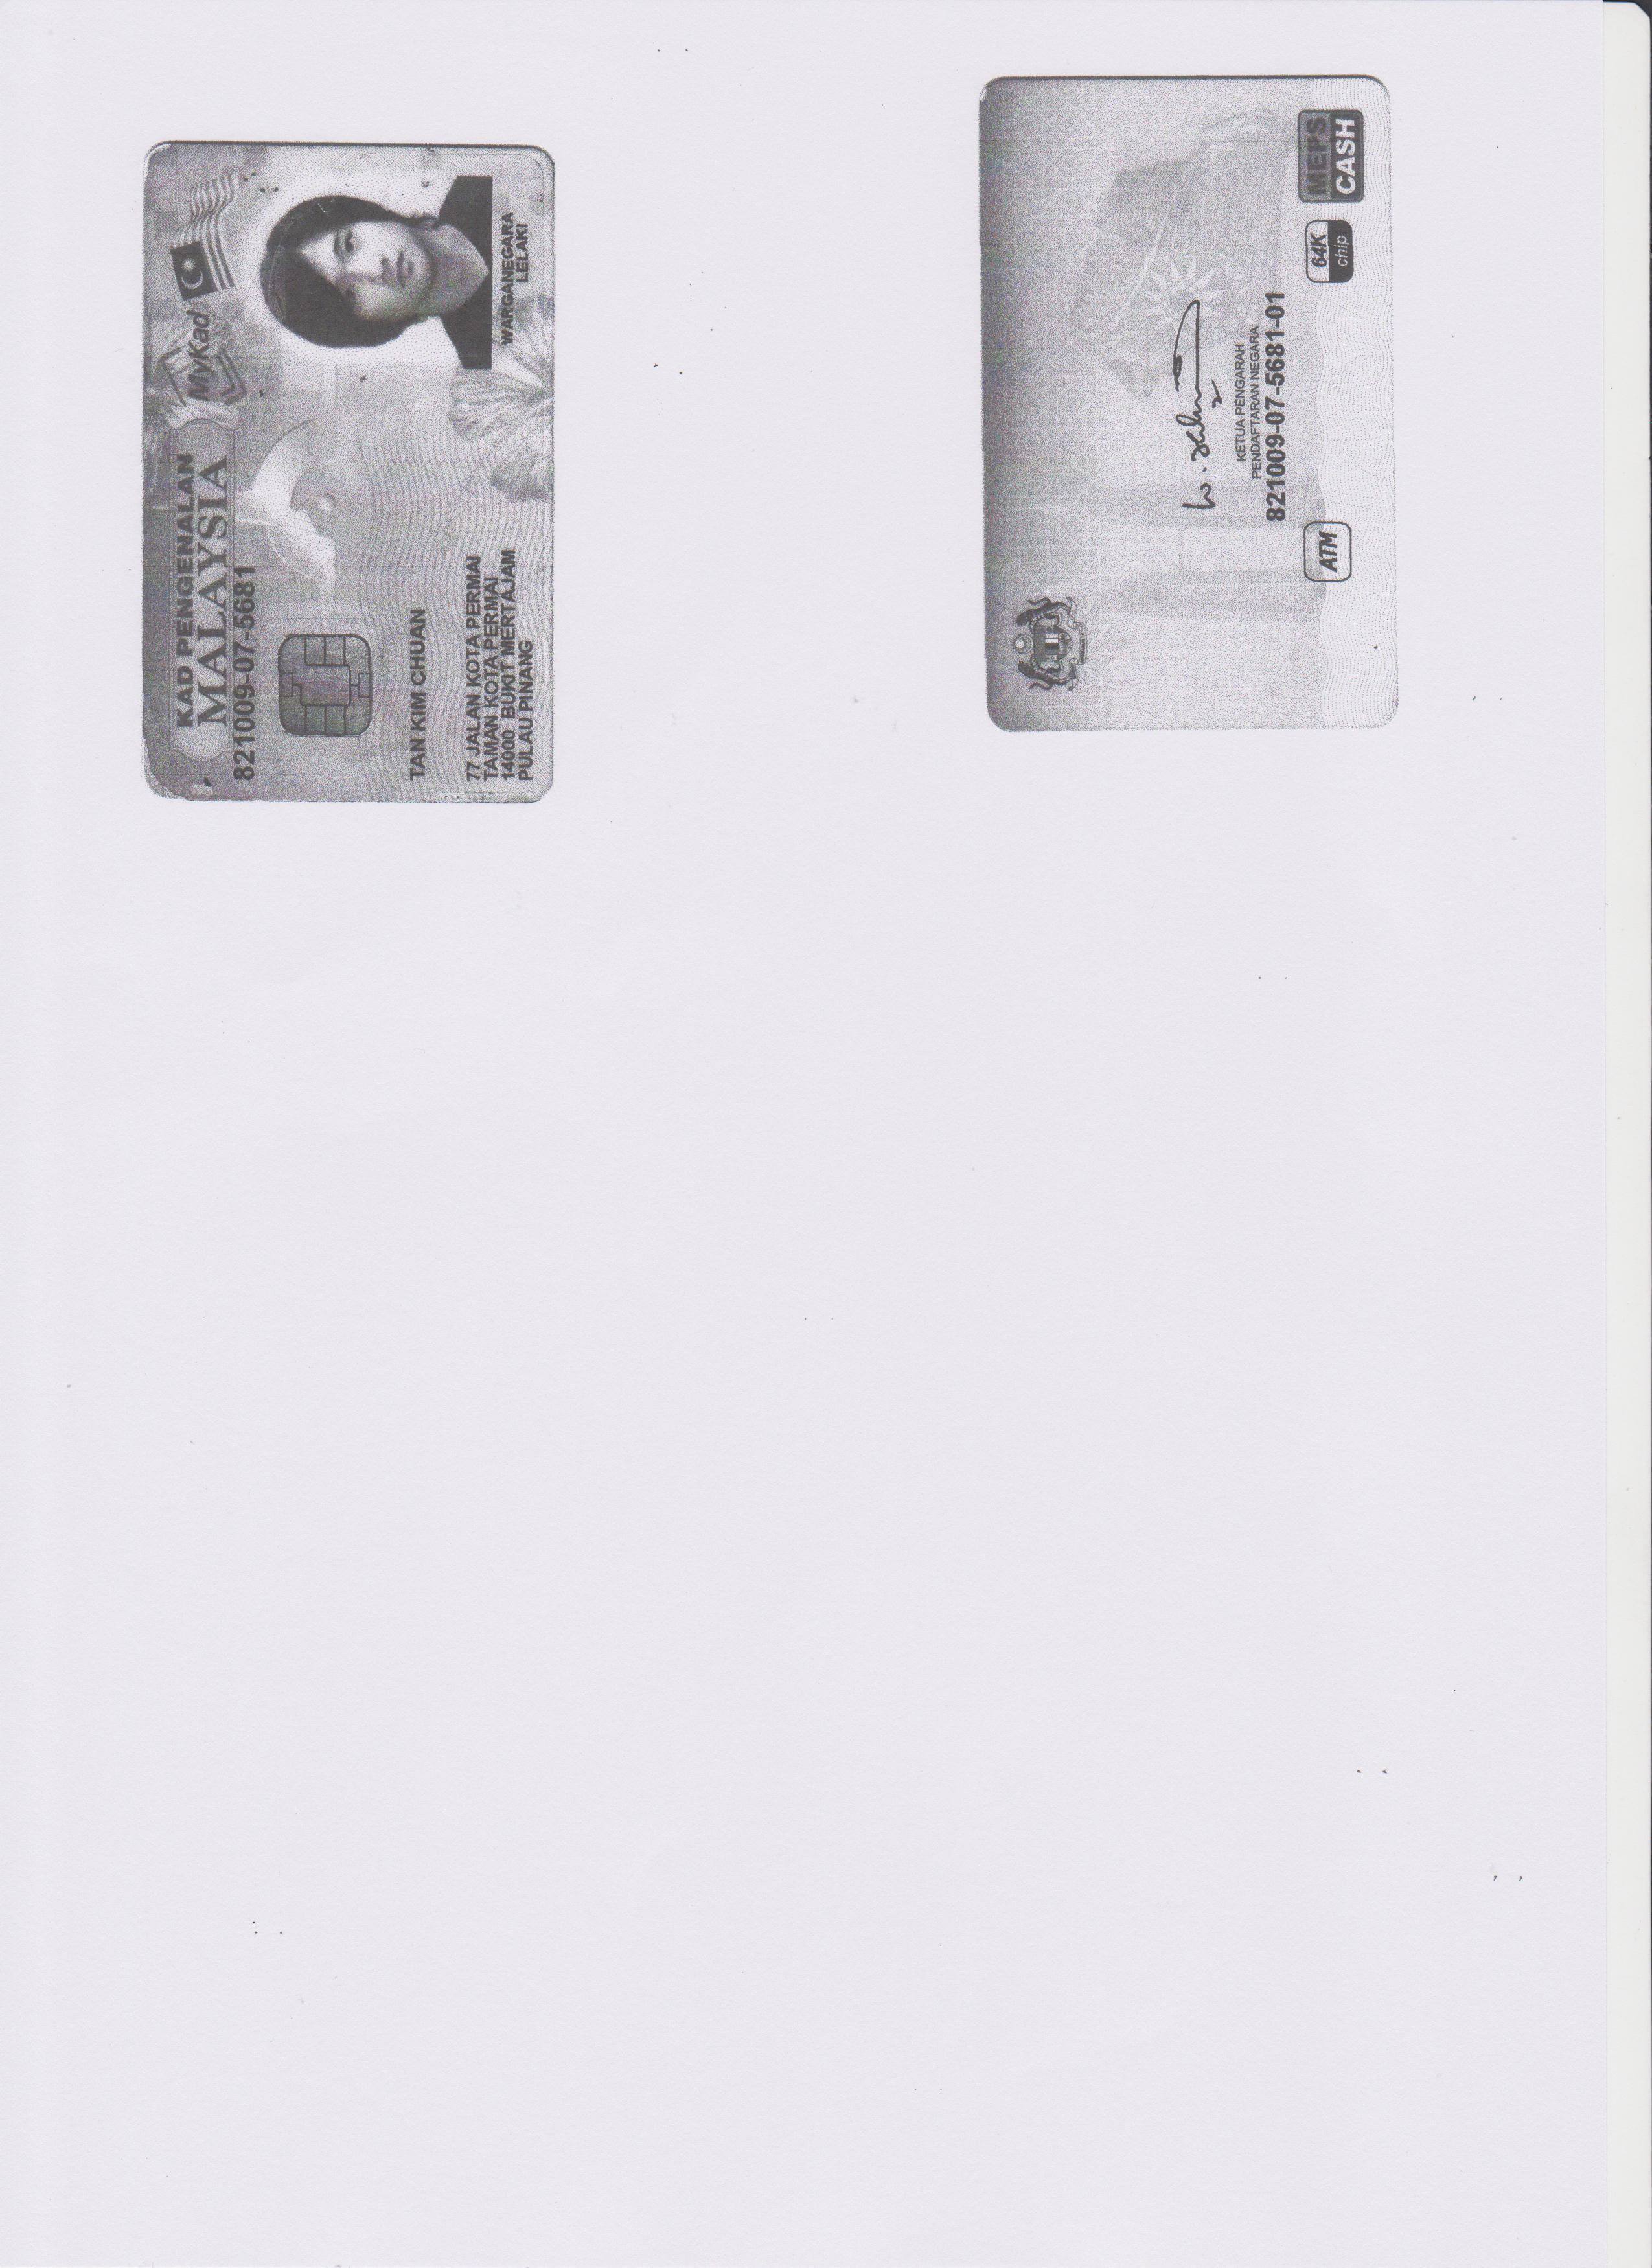 KAD PENGENALAN
MALAYSIA
821009-07-5681
MyKad
TAN KIM CHUAN
77 JALAN KOTA PERMAI
TAMAN KOTA PERMAI
14000 BUKIT MERTAJAM
PULAU PINANG
WARGANEGARA
LELAKI
KETUA PENGARAH
PENDAFTARAN NEGARA
821009-07-5681-01
ATM
64K
chip
MEPS
CASH